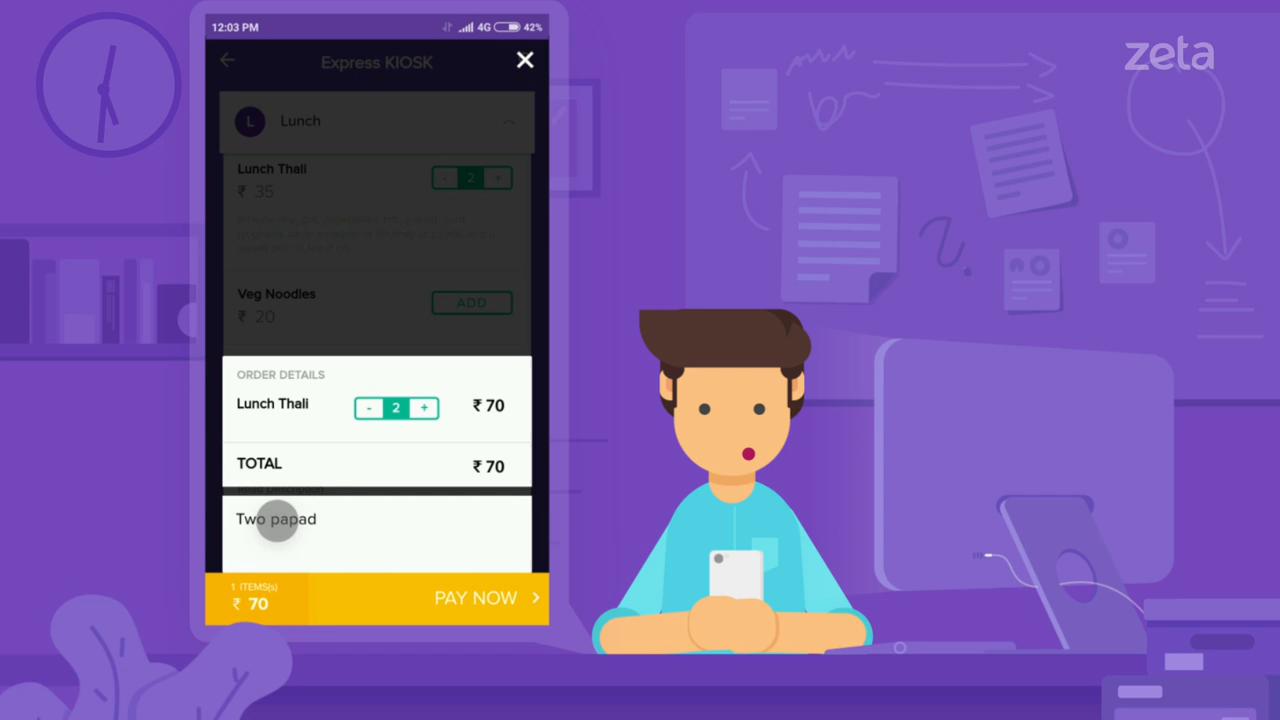 12:03 PM 4G 42%
zeta
Express KIOSK
L Lunch
Lunch Thali - 2 +
₹ 35
Veg Noodles ADD
₹ 20
ORDER DETAILS
Lunch Thali - 2 + ₹ 70
TOTAL ₹ 70
Two papad
1 ITEMS(s)
₹ 70 PAY NOW